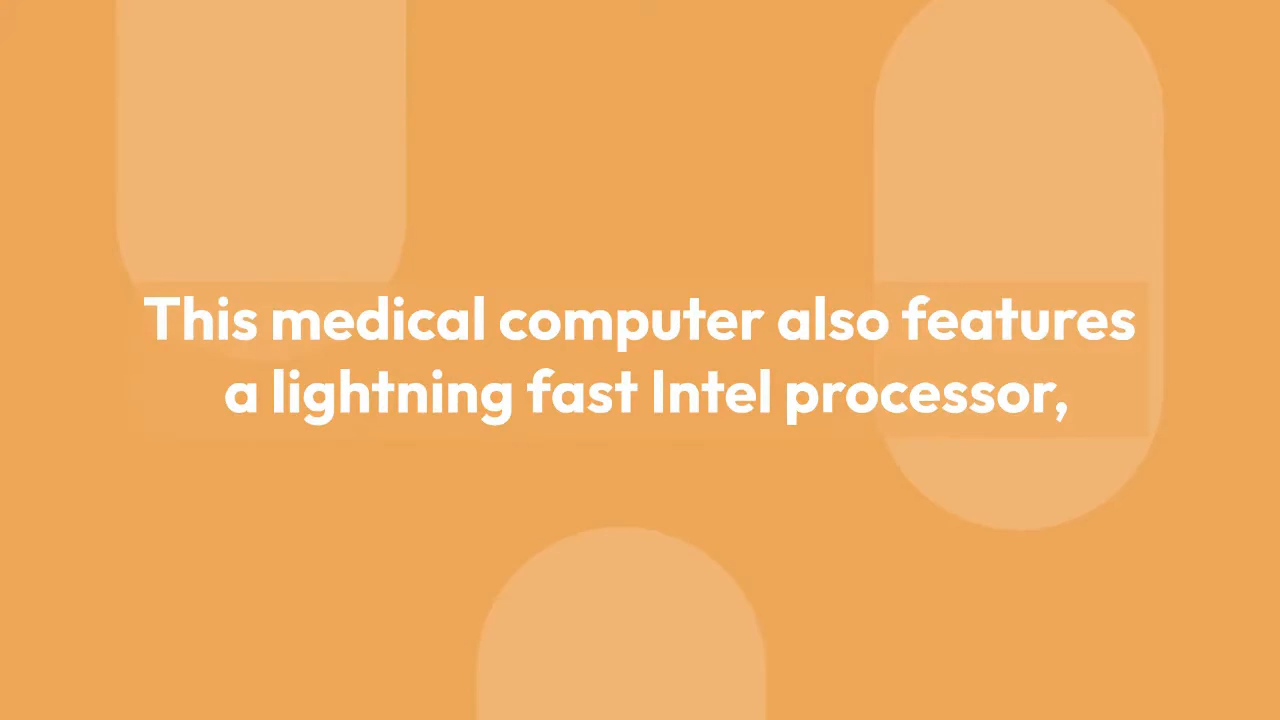 This medical computer also features
a lightning fast Intel processor,